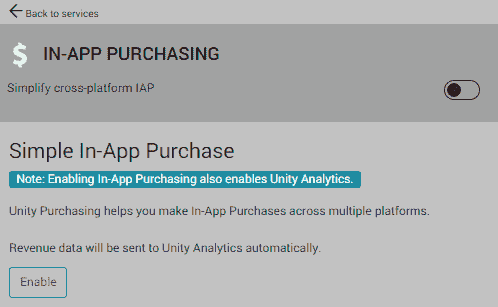 Back to services
$ IN-APP PURCHASING
Simplify cross-platform IAP
Simple In-App Purchase
Note: Enabling In-App Purchasing also enables Unity Analytics.
Unity Purchasing helps you make In-App Purchases across multiple platforms.
Revenue data will be sent to Unity Analytics automatically.
Enable